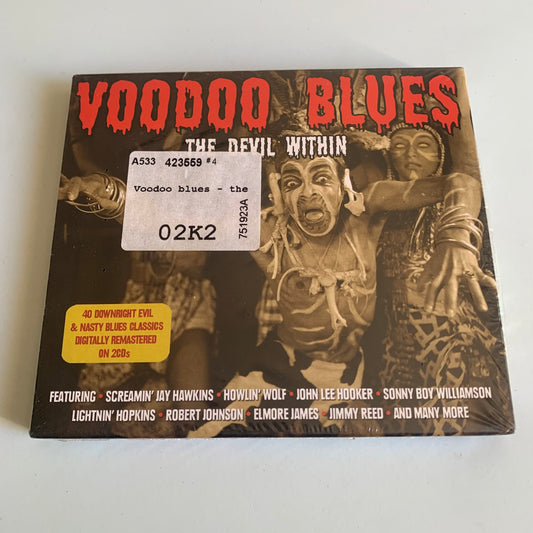 VOODOO BLUES
THE DEVIL WITHIN
A533 423559 #4
Voodoo blues - the
02K2
751923A
40 DOWNRIGHT EVIL
& NASTY BLUES CLASSICS
DIGITALLY REMASTERED
ON 2CDs
FEATURING • SCREAMIN' JAY HAWKINS • HOWLIN' WOLF • JOHN LEE HOOKER • SONNY BOY WILLIAMSON
LIGHTNIN' HOPKINS • ROBERT JOHNSON • ELMORE JAMES • JIMMY REED • AND MANY MORE